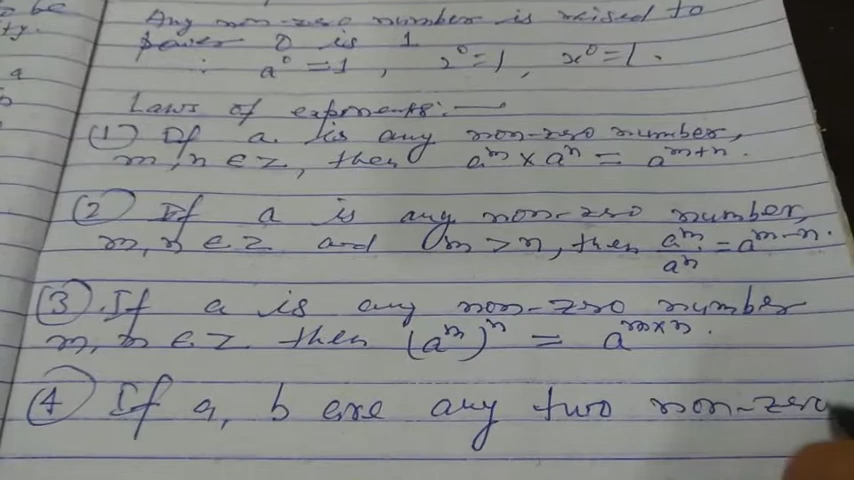 o be
ty.
a
b
Any non-zero number is reised to
power 0 is 1
∴ a⁰ = 1 , 2⁰ = 1 , x⁰ = 1 .
Laws of exponents : —
(1) If a. is any non-zero number,
m, n ∈ Z, then aᵐ × aⁿ = aᵐ⁺ⁿ.
(2) If a is any non-zero number,
m, n ∈ Z and m > n, then aᵐ/aⁿ = aᵐ⁻ⁿ.
(3) . If a is any non-zero number
m, n ∈ Z. then (aᵐ)ⁿ = aᵐˣⁿ.
(4) If a, b are any two non-zero